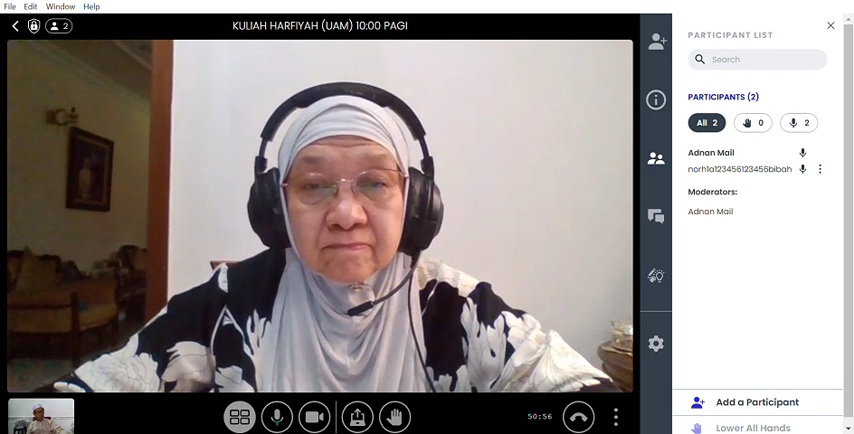 File Edit Window Help
2
KULIAH HARFIYAH (UAM) 10:00 PAGI
PARTICIPANT LIST
Search
PARTICIPANTS (2)
All 2
0
2
Adnan Mail
norh1a123456123456bibah
Moderators:
Adnan Mail
Add a Participant
Lower All Hands
50:56